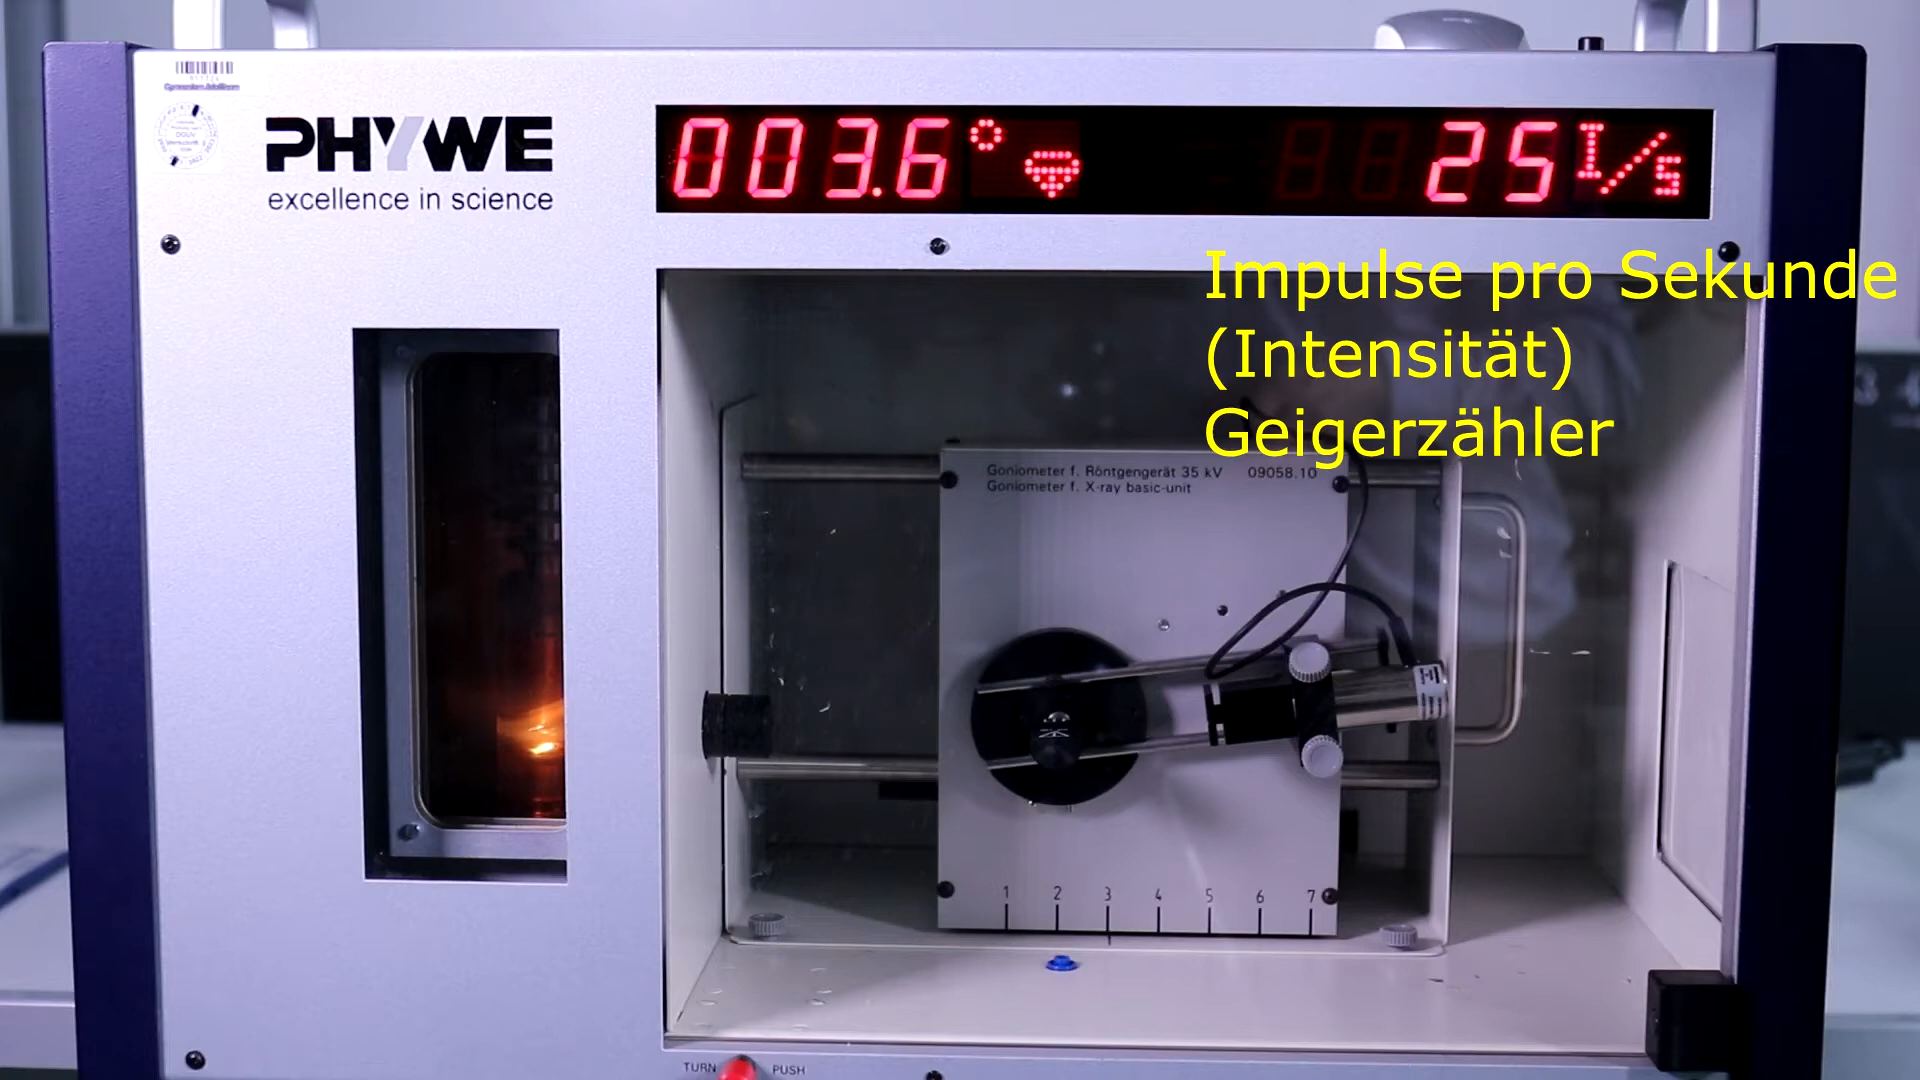 PHYWE
excellence in science
003.6°
25 I/s
Impulse pro Sekunde
(Intensität)
Geigerzähler
Goniometer f. Röntgengerät 35 kV 09058.10
Goniometer f. X-ray basic-unit
1 2 3 4 5 6 7
TURN PUSH